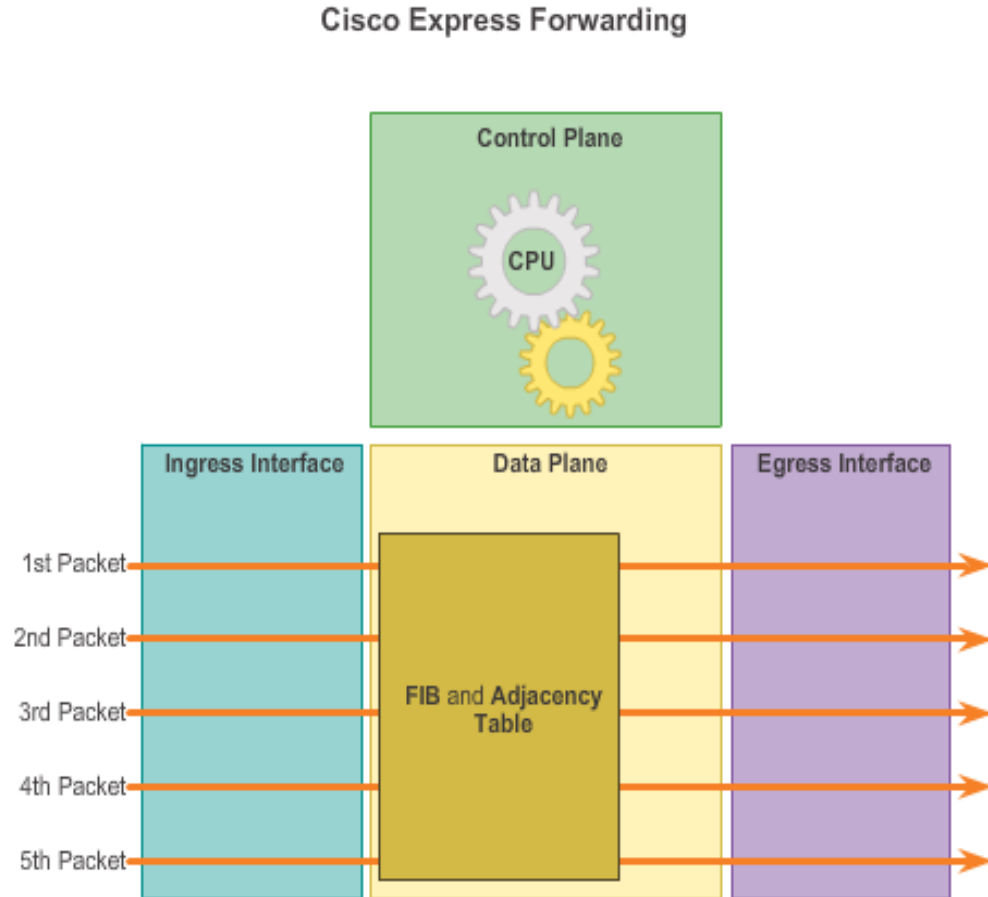 Cisco Express Forwarding
Control Plane
CPU
Ingress Interface
Data Plane
Egress Interface
1st Packet
2nd Packet
3rd Packet
4th Packet
5th Packet
FIB and Adjacency
Table